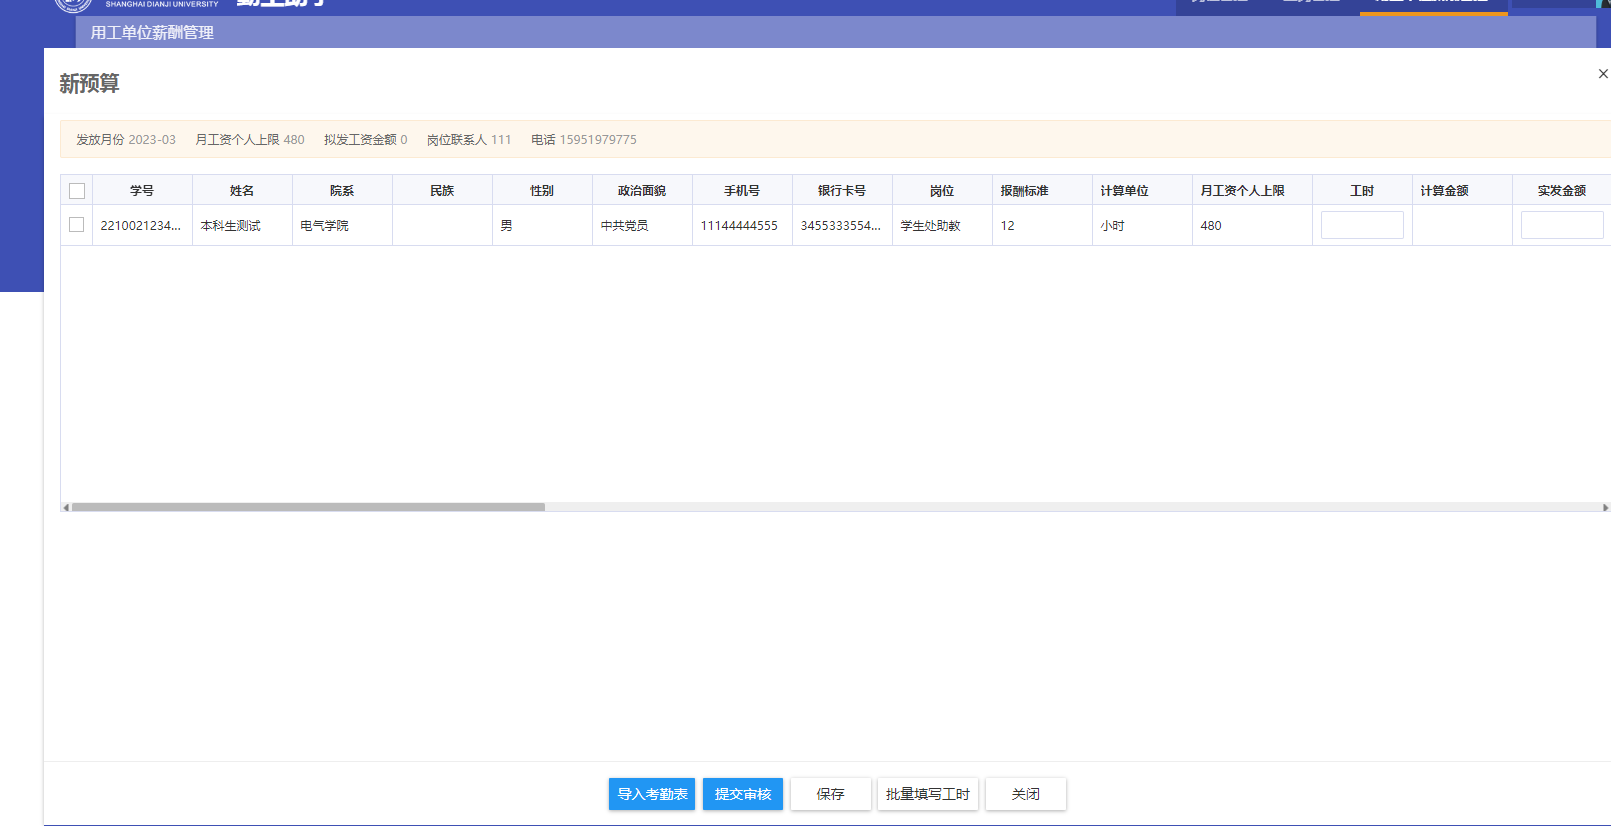 SHANGHAI DIANJI UNIVERSITY
用工单位薪酬管理
新预算
×
发放月份 2023-03 月工资个人上限 480 拟发工资金额 0 岗位联系人 111 电话 15951979775
学号 姓名 院系 民族 性别 政治面貌 手机号 银行卡号 岗位 报酬标准 计算单位 月工资个人上限 工时 计算金额 实发金额
2210021234... 本科生测试 电气学院 男 中共党员 11144444555 3455333554... 学生处助教 12 小时 480
导入考勤表 提交审核 保存 批量填写工时 关闭